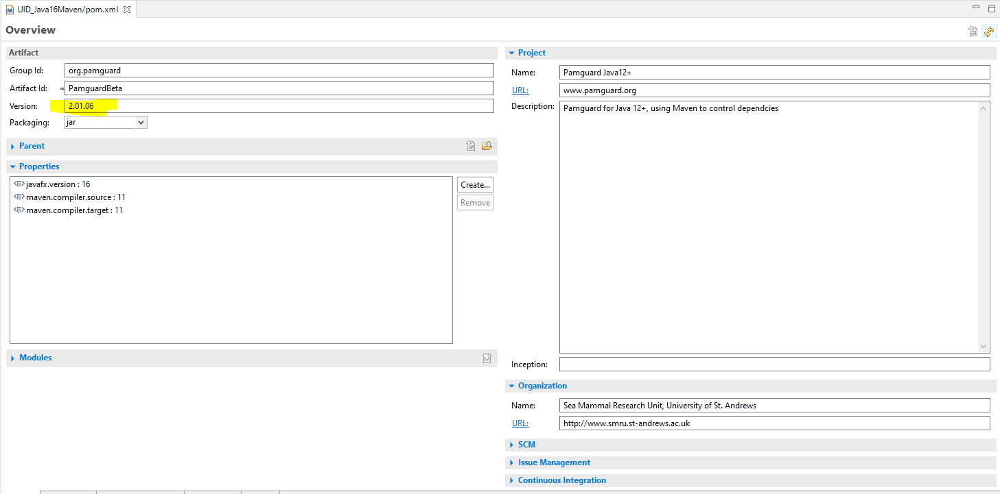 UID_Java16Maven/pom.xml
Overview
Artifact
Group Id: org.pamguard
Artifact Id: * PamguardBeta
Version: 2.01.06
Packaging: jar
Parent
Properties
javafx.version : 16
maven.compiler.source : 11
maven.compiler.target : 11
Create...
Remove
Modules
Project
Name: Pamguard Java12+
URL: www.pamguard.org
Description: Pamguard for Java 12+, using Maven to control dependcies
Inception:
Organization
Name: Sea Mammal Research Unit, University of St. Andrews
URL: http://www.smru.st-andrews.ac.uk
SCM
Issue Management
Continuous Integration